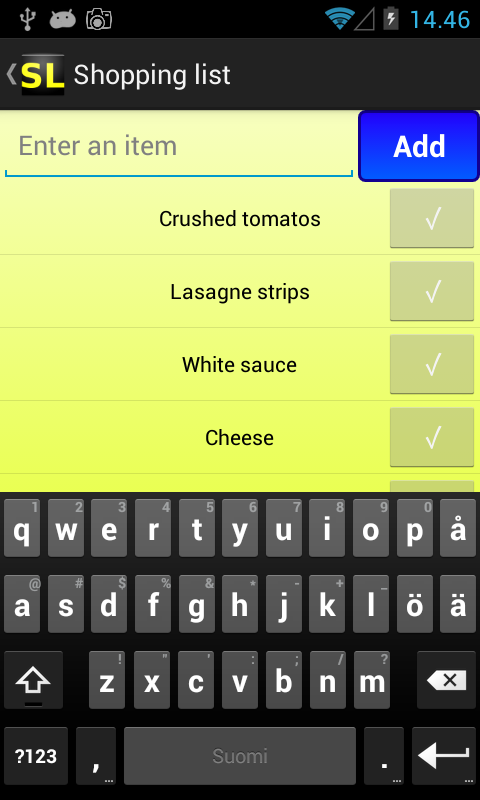 14.46
SL Shopping list
Enter an item Add
Crushed tomatos √
Lasagne strips √
White sauce √
Cheese √
1 2 3 4 5 6 7 8 9 0
q w e r t y u i o p å
@ # $ % & * - + _
a s d f g h j k l ö ä
! " ' : ; / ?
z x c v b n m
?123 , ... Suomi . ... ...